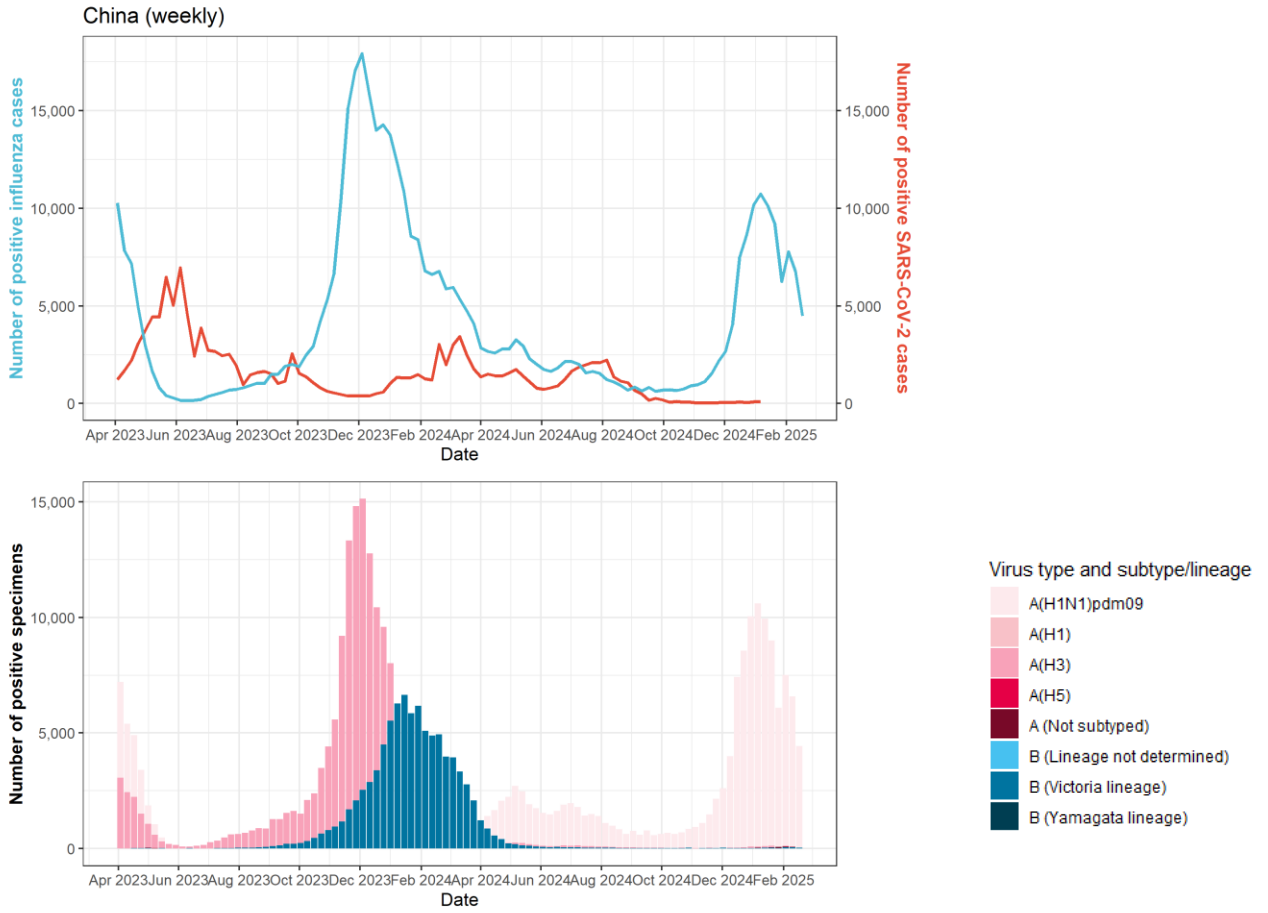 China (weekly)
Number of positive influenza cases
15,000
10,000
5,000
0
15,000
10,000
5,000
0
Number of positive SARS-CoV-2 cases
Apr 2023 Jun 2023 Aug 2023 Oct 2023 Dec 2023 Feb 2024 Apr 2024 Jun 2024 Aug 2024 Oct 2024 Dec 2024 Feb 2025
Date
Number of positive specimens
15,000
10,000
5,000
0
Apr 2023 Jun 2023 Aug 2023 Oct 2023 Dec 2023 Feb 2024 Apr 2024 Jun 2024 Aug 2024 Oct 2024 Dec 2024 Feb 2025
Date
Virus type and subtype/lineage
A(H1N1)pdm09
A(H1)
A(H3)
A(H5)
A (Not subtyped)
B (Lineage not determined)
B (Victoria lineage)
B (Yamagata lineage)